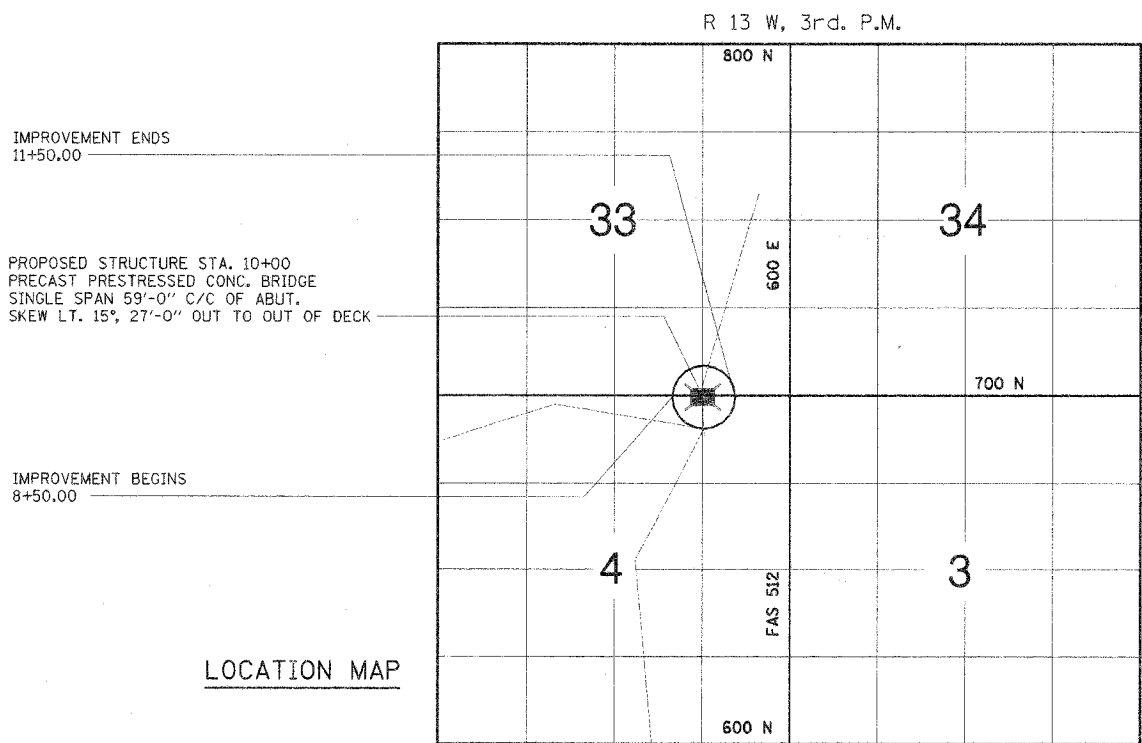 R 13 W, 3rd. P.M.
800 N
IMPROVEMENT ENDS
11+50.00
33
34
600 E
PROPOSED STRUCTURE STA. 10+00
PRECAST PRESTRESSED CONC. BRIDGE
SINGLE SPAN 59'-0" C/C OF ABUT.
SKEW LT. 15°, 27'-0" OUT TO OUT OF DECK
700 N
IMPROVEMENT BEGINS
8+50.00
4
3
FAS 512
LOCATION MAP
600 N